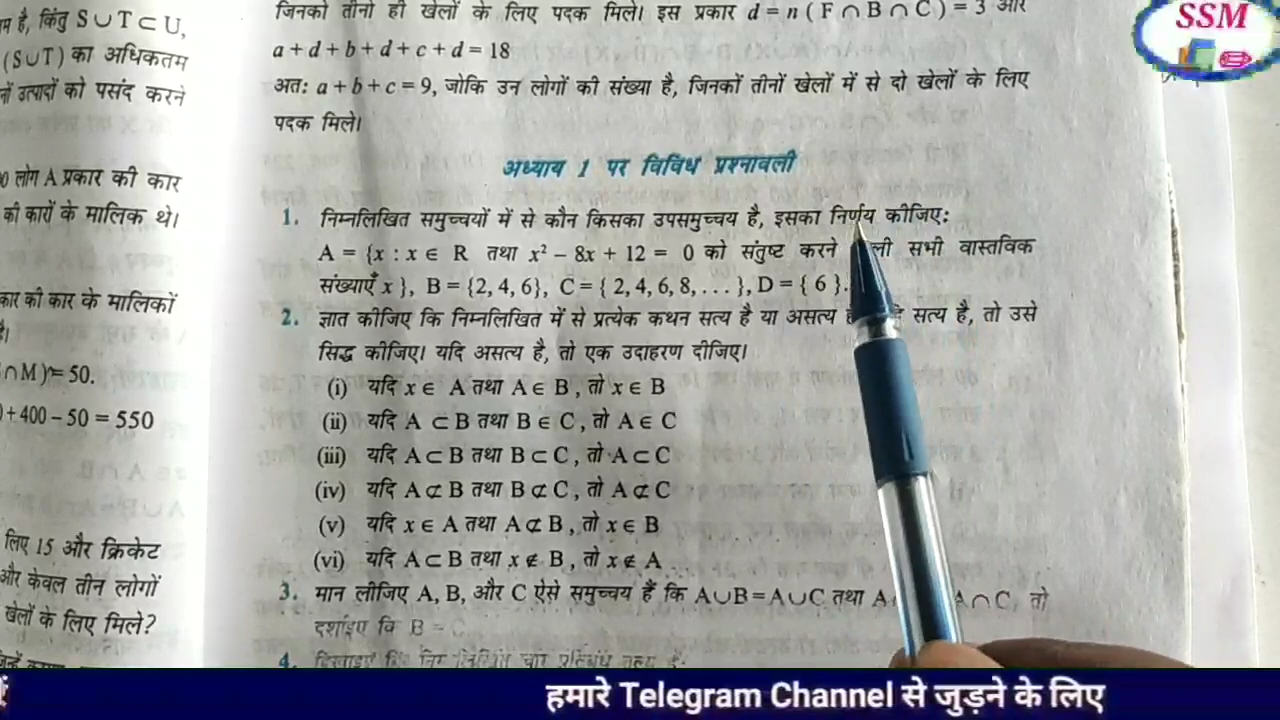 म है, किंतु S∪T⊂U,
(S∪T) का अधिकतम
नों उत्पादों को पसंद करने
0 लोग A प्रकार की कार
की कारों के मालिक थे।
कार की कार के मालिकों
है।
∩M) = 50.
) + 400 – 50 = 550
लिए 15 और क्रिकेट
और केवल तीन लोगों
खेलों के लिए मिले?
जिनको तीनो ही खेलों के लिए पदक मिले। इस प्रकार d = n ( F ∩ B ∩ C ) = 3 और
a + d + b + d + c + d = 18
अतः a + b + c = 9, जोकि उन लोगों की संख्या है, जिनकों तीनों खेलों में से दो खेलों के लिए
पदक मिले।
अध्याय 1 पर विविध प्रश्नावली
1. निम्नलिखित समुच्चयों में से कौन किसका उपसमुच्चय है, इसका निर्णय कीजिए:
A = {x : x ∈ R तथा x² – 8x + 12 = 0 को संतुष्ट करने ली सभी वास्तविक
संख्याएँ x }, B = {2, 4, 6}, C = { 2, 4, 6, 8, . . . }, D = { 6 }.
2. ज्ञात कीजिए कि निम्नलिखित में से प्रत्येक कथन सत्य है या असत्य है सत्य है, तो उसे
सिद्ध कीजिए। यदि असत्य है, तो एक उदाहरण दीजिए।
(i) यदि x ∈ A तथा A ∈ B , तो x ∈ B
(ii) यदि A ⊂ B तथा B ∈ C , तो A ∈ C
(iii) यदि A ⊂ B तथा B ⊂ C , तो A ⊂ C
(iv) यदि A ⊄ B तथा B ⊄ C , तो A ⊄ C
(v) यदि x ∈ A तथा A ⊄ B , तो x ∈ B
(vi) यदि A ⊂ B तथा x ∉ B , तो x ∉ A
3. मान लीजिए A, B, और C ऐसे समुच्चय हैं कि A∪B=A∪C तथा A A∩C, तो
दर्शाइए कि B = C
4.
SSM
हमारे Telegram Channel से जुड़ने के लिए